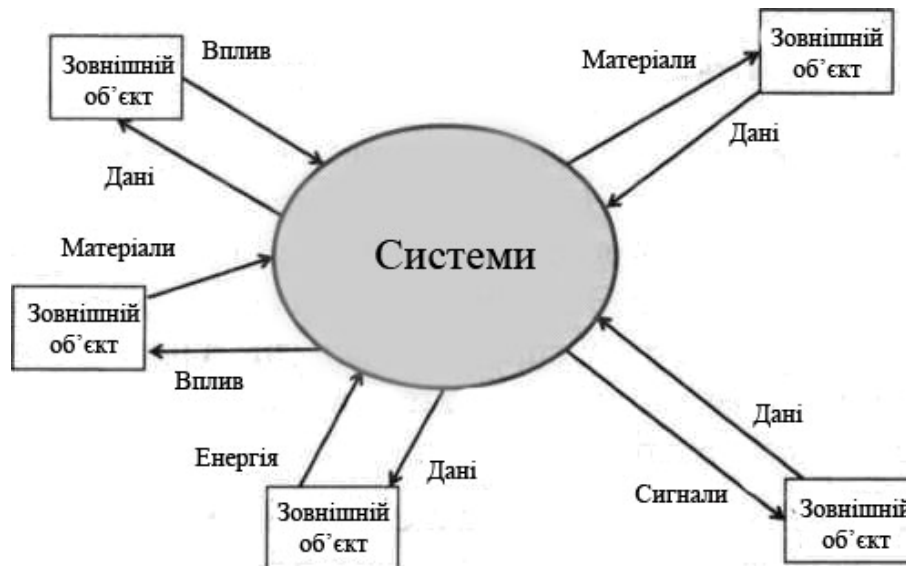 Зовнішній
об’єкт
Вплив
Дані
Матеріали
Зовнішній
об’єкт
Дані
Системи
Матеріали
Зовнішній
об’єкт
Вплив
Енергія
Дані
Зовнішній
об’єкт
Дані
Сигнали
Зовнішній
об’єкт